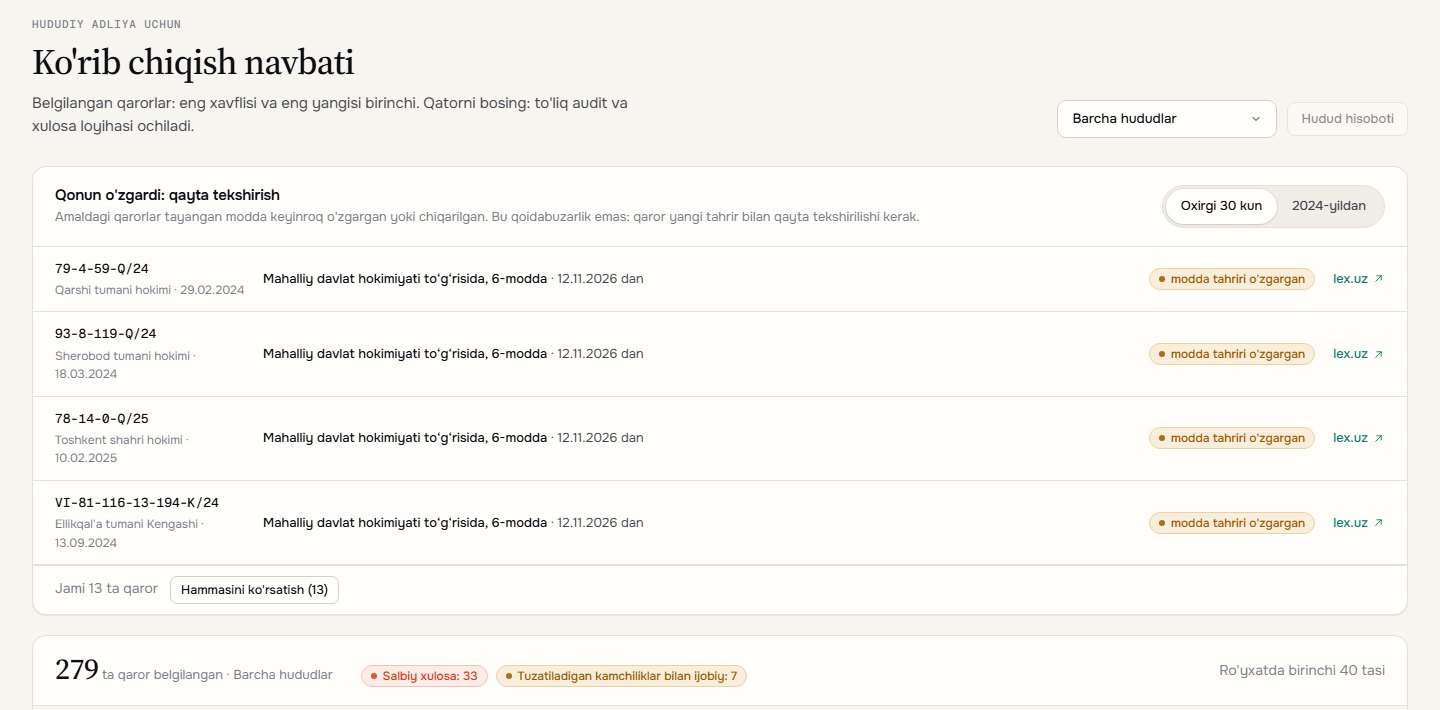 HUDUDIY ADLIYA UCHUN
Ko'rib chiqish navbati
Belgilangan qarorlar: eng xavflisi va eng yangisi birinchi. Qatorni bosing: to'liq audit va
xulosa loyihasi ochiladi.
Barcha hududlar
Hudud hisoboti
Qonun o'zgardi: qayta tekshirish
Amaldagi qarorlar tayangan modda keyinroq o'zgargan yoki chiqarilgan. Bu qoidabuzarlik emas: qaror yangi tahrir bilan qayta tekshirilishi kerak.
Oxirgi 30 kun
2024-yildan
79-4-59-Q/24
Qarshi tumani hokimi · 29.02.2024
Mahalliy davlat hokimiyati to‘g‘risida, 6-modda · 12.11.2026 dan
modda tahriri o'zgargan
lex.uz ↗
93-8-119-Q/24
Sherobod tumani hokimi ·
18.03.2024
Mahalliy davlat hokimiyati to‘g‘risida, 6-modda · 12.11.2026 dan
modda tahriri o'zgargan
lex.uz ↗
78-14-0-Q/25
Toshkent shahri hokimi ·
10.02.2025
Mahalliy davlat hokimiyati to‘g‘risida, 6-modda · 12.11.2026 dan
modda tahriri o'zgargan
lex.uz ↗
VI-81-116-13-194-K/24
Ellikqal'a tumani Kengashi ·
13.09.2024
Mahalliy davlat hokimiyati to‘g‘risida, 6-modda · 12.11.2026 dan
modda tahriri o'zgargan
lex.uz ↗
Jami 13 ta qaror
Hammasini ko'rsatish (13)
279 ta qaror belgilangan · Barcha hududlar
Salbiy xulosa: 33
Tuzatiladigan kamchiliklar bilan ijobiy: 7
Ro'yxatda birinchi 40 tasi